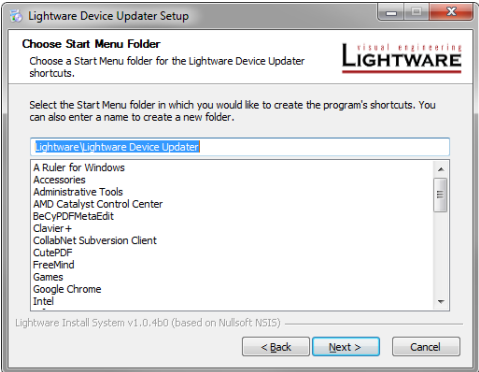 Lightware Device Updater Setup
Choose Start Menu Folder
Choose a Start Menu folder for the Lightware Device Updater
shortcuts.
visual engineering
LIGHTWARE
Select the Start Menu folder in which you would like to create the program's shortcuts. You
can also enter a name to create a new folder.
Lightware\Lightware Device Updater
A Ruler for Windows
Accessories
Administrative Tools
AMD Catalyst Control Center
BeCyPDFMetaEdit
Clavier+
CollabNet Subversion Client
CutePDF
FreeMind
Games
Google Chrome
Intel
Lightware Install System v1.0.4b0 (based on Nullsoft NSIS)
< Back
Next >
Cancel